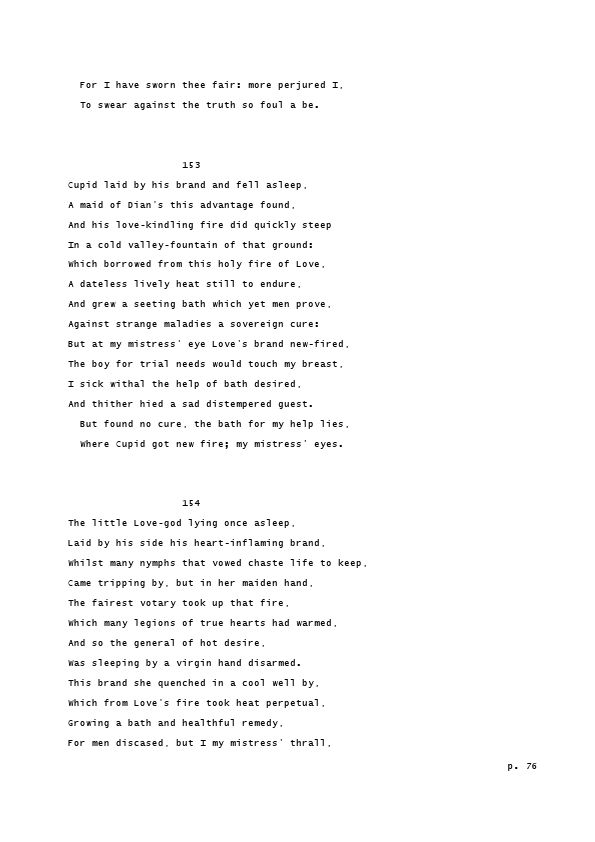 For I have sworn thee fair: more perjured I,
To swear against the truth so foul a be.
153
Cupid laid by his brand and fell asleep,
A maid of Dian's this advantage found,
And his love-kindling fire did quickly steep
In a cold valley-fountain of that ground:
Which borrowed from this holy fire of Love,
A dateless lively heat still to endure,
And grew a seeting bath which yet men prove,
Against strange maladies a sovereign cure:
But at my mistress' eye Love's brand new-fired,
The boy for trial needs would touch my breast,
I sick withal the help of bath desired,
And thither hied a sad distempered guest.
But found no cure, the bath for my help lies,
Where Cupid got new fire; my mistress' eyes.
154
The little Love-god lying once asleep,
Laid by his side his heart-inflaming brand,
Whilst many nymphs that vowed chaste life to keep,
Came tripping by, but in her maiden hand,
The fairest votary took up that fire,
Which many legions of true hearts had warmed,
And so the general of hot desire,
Was sleeping by a virgin hand disarmed.
This brand she quenched in a cool well by,
Which from Love's fire took heat perpetual,
Growing a bath and healthful remedy,
For men discased, but I my mistress' thrall,
p. 76